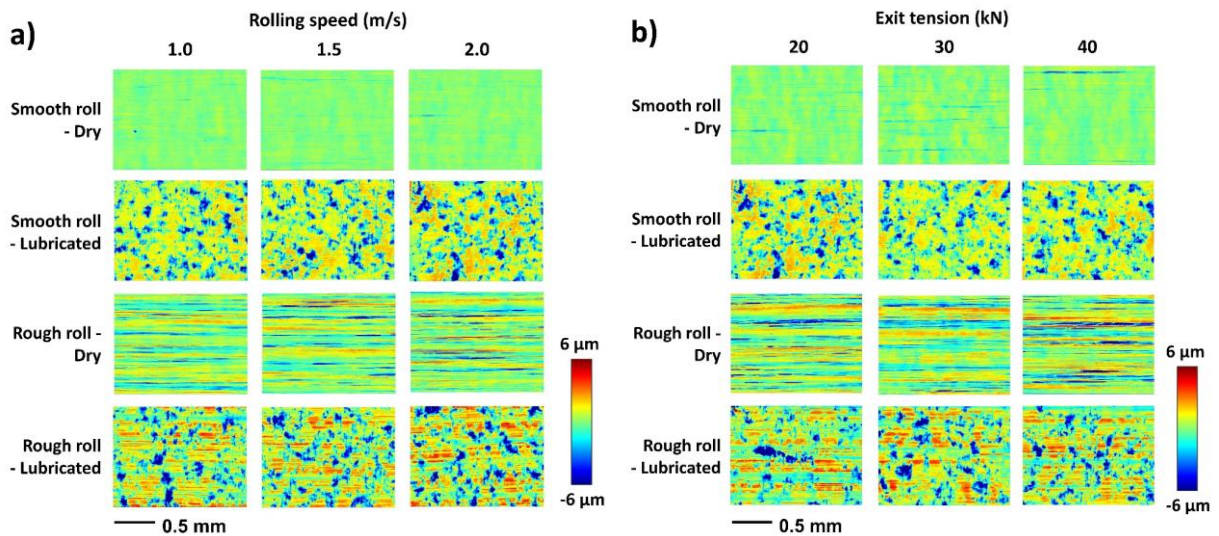 a)
Rolling speed (m/s)
1.0 1.5 2.0
Smooth roll
- Dry
Smooth roll
- Lubricated
Rough roll -
Dry
Rough roll
- Lubricated
6 µm
-6 µm
0.5 mm
b)
Exit tension (kN)
20 30 40
Smooth roll
- Dry
Smooth roll
- Lubricated
Rough roll -
Dry
Rough roll
- Lubricated
6 µm
-6 µm
0.5 mm